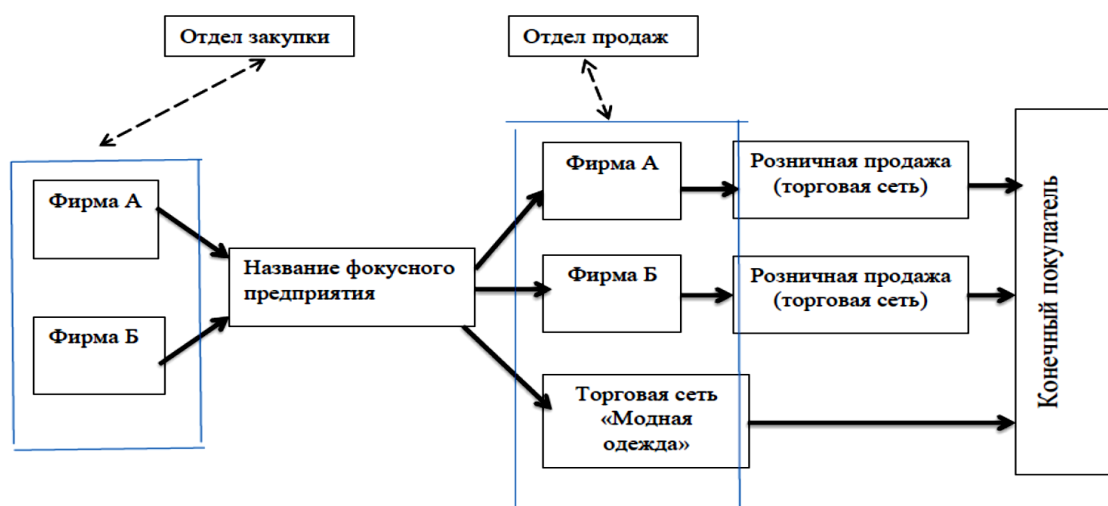 Отдел закупки
Отдел продаж
Фирма А
Фирма Б
Название фокусного
предприятия
Фирма А
Фирма Б
Торговая сеть
«Модная
одежда»
Розничная продажа
(торговая сеть)
Розничная продажа
(торговая сеть)
Конечный покупатель